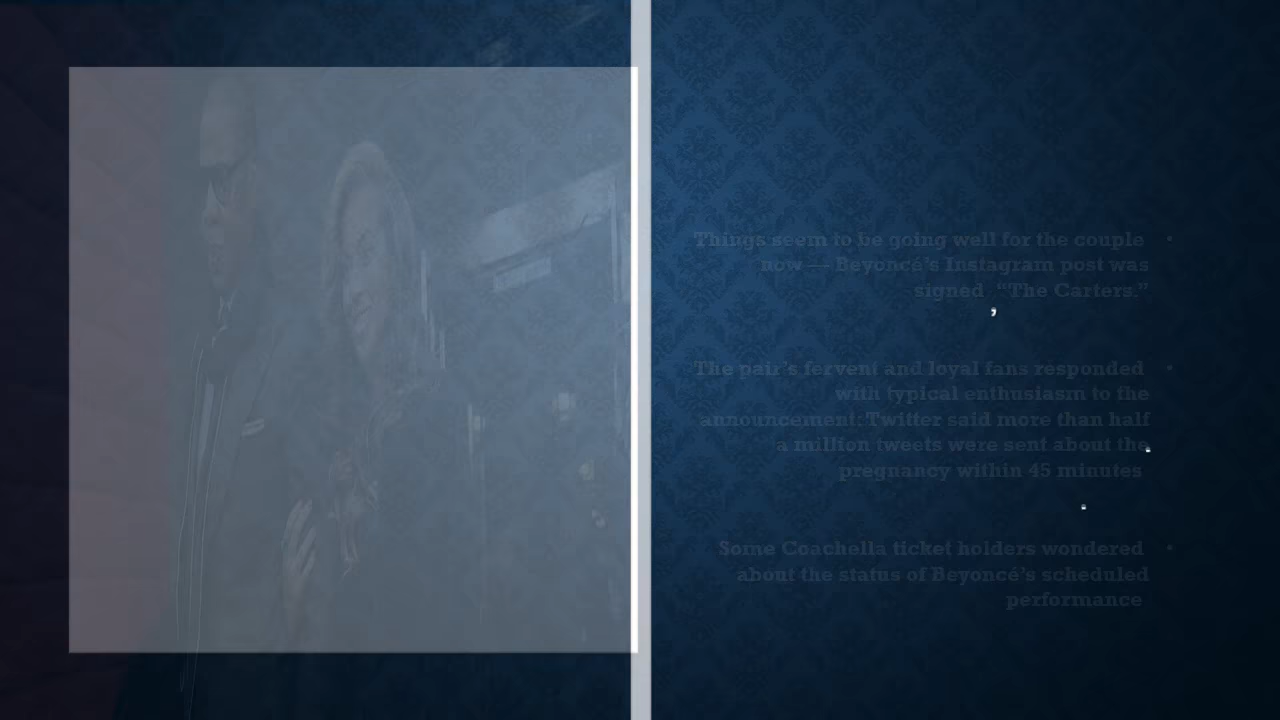 Things seem to be going well for the couple
now — Beyoncé’s Instagram post was
signed “The Carters.”
The pair’s fervent and loyal fans responded
with typical enthusiasm to the
announcement: Twitter said more than half
a million tweets were sent about the
pregnancy within 45 minutes
Some Coachella ticket holders wondered
about the status of Beyoncé’s scheduled
performance